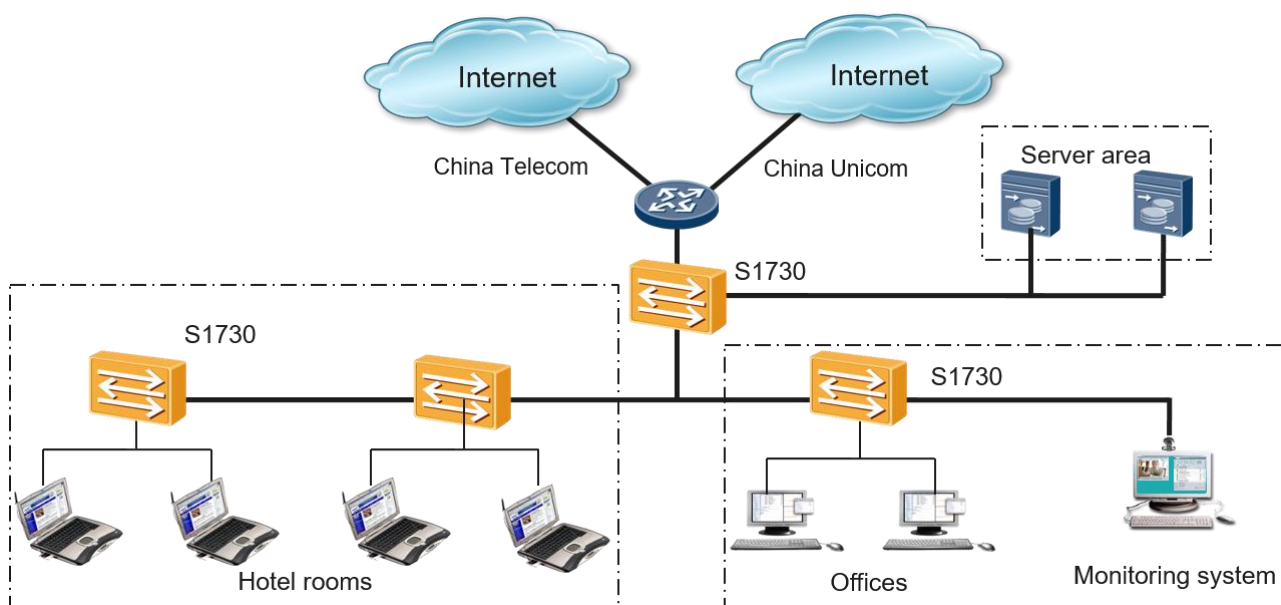 Internet
Internet
China Telecom
China Unicom
Server area
S1730
S1730
S1730
Hotel rooms
Offices
Monitoring system